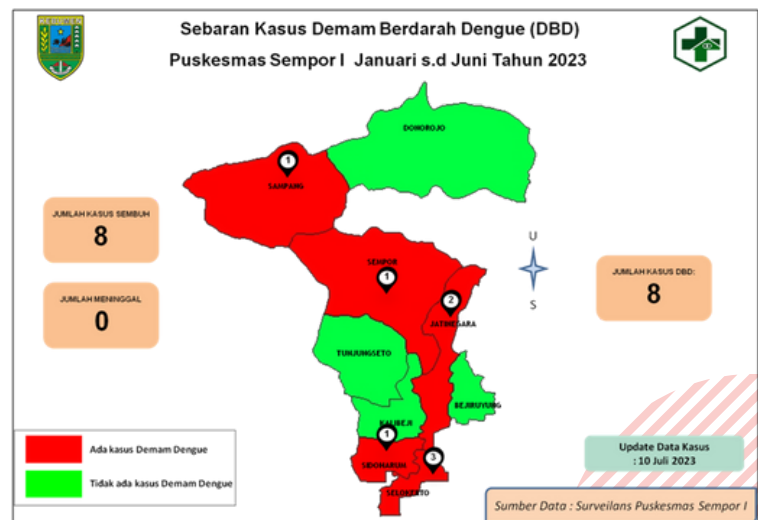 Sebaran Kasus Demam Berdarah Dengue (DBD)
Puskesmas Sempor I Januari s.d Juni Tahun 2023
DONOROJO
1
SAMPANG
JUMLAH KASUS SEMBUH
8
JUMLAH MENINGGAL
0
SEMPOR
1
2
JATINEGARA
U
S
JUMLAH KASUS DBD:
8
TUNJUNGSETO
BEJIRUYUNG
KALIBEJI
1
SIDOHARUM
3
SELOKERTO
Ada kasus Demam Dengue
Tidak ada kasus Demam Dengue
Update Data Kasus
: 10 Juli 2023
Sumber Data : Surveilans Puskesmas Sempor I